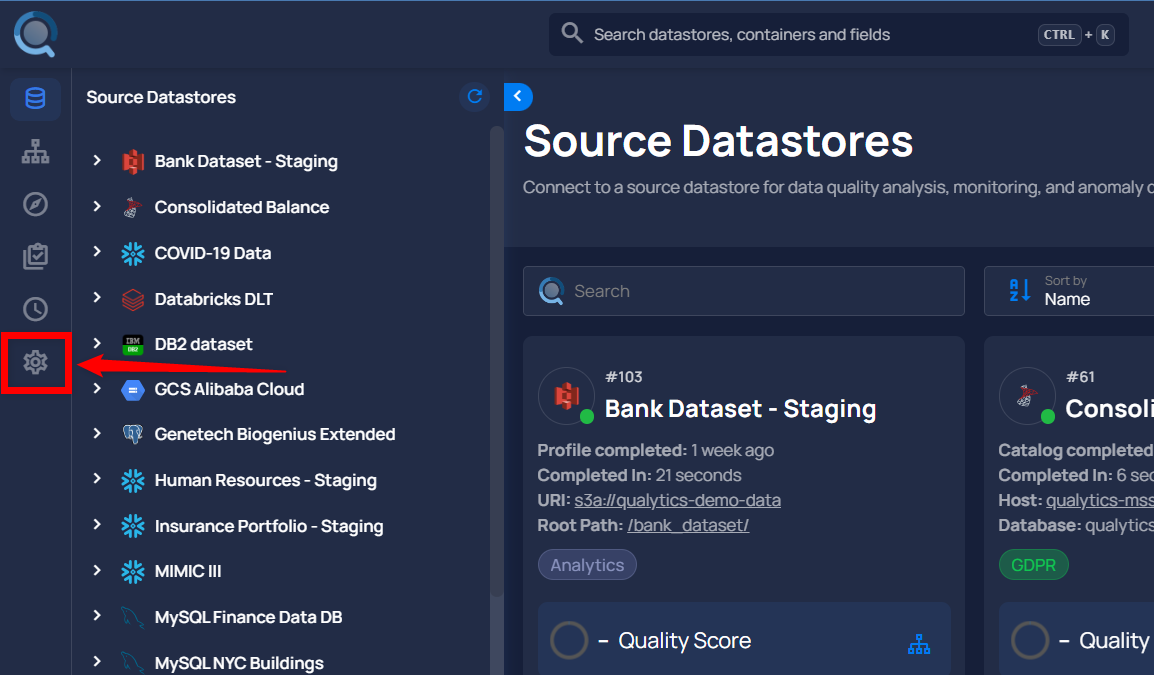 Search datastores, containers and fields
CTRL + K
Source Datastores
Bank Dataset - Staging
Consolidated Balance
COVID-19 Data
Databricks DLT
IBM
DB2
DB2 dataset
GCS Alibaba Cloud
Genetech Biogenius Extended
Human Resources - Staging
Insurance Portfolio - Staging
MIMIC III
MySQL Finance Data DB
MySQL NYC Buildings
Source Datastores
Connect to a source datastore for data quality analysis, monitoring, and anomaly
Search
A
Z
Sort by
Name
#103
Bank Dataset - Staging
Profile completed: 1 week ago
Completed In: 21 seconds
URI: s3a://qualytics-demo-data
Root Path: /bank_dataset/
Analytics
– Quality Score
#61
Consoli
Catalog completed
Completed In: 6 sec
Host: qualytics-mss
Database: qualytics
GDPR
– Quality